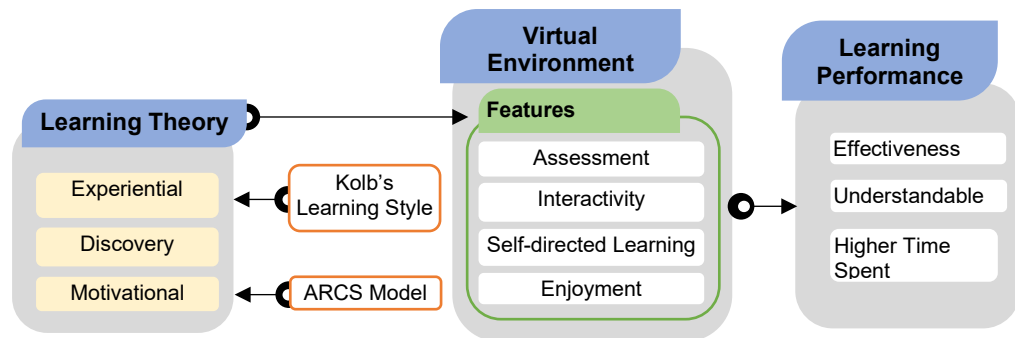 Learning Theory
Experiential
Discovery
Motivational
Kolb's
Learning Style
ARCS Model
Virtual
Environment
Features
Assessment
Interactivity
Self-directed Learning
Enjoyment
Learning
Performance
Effectiveness
Understandable
Higher Time
Spent